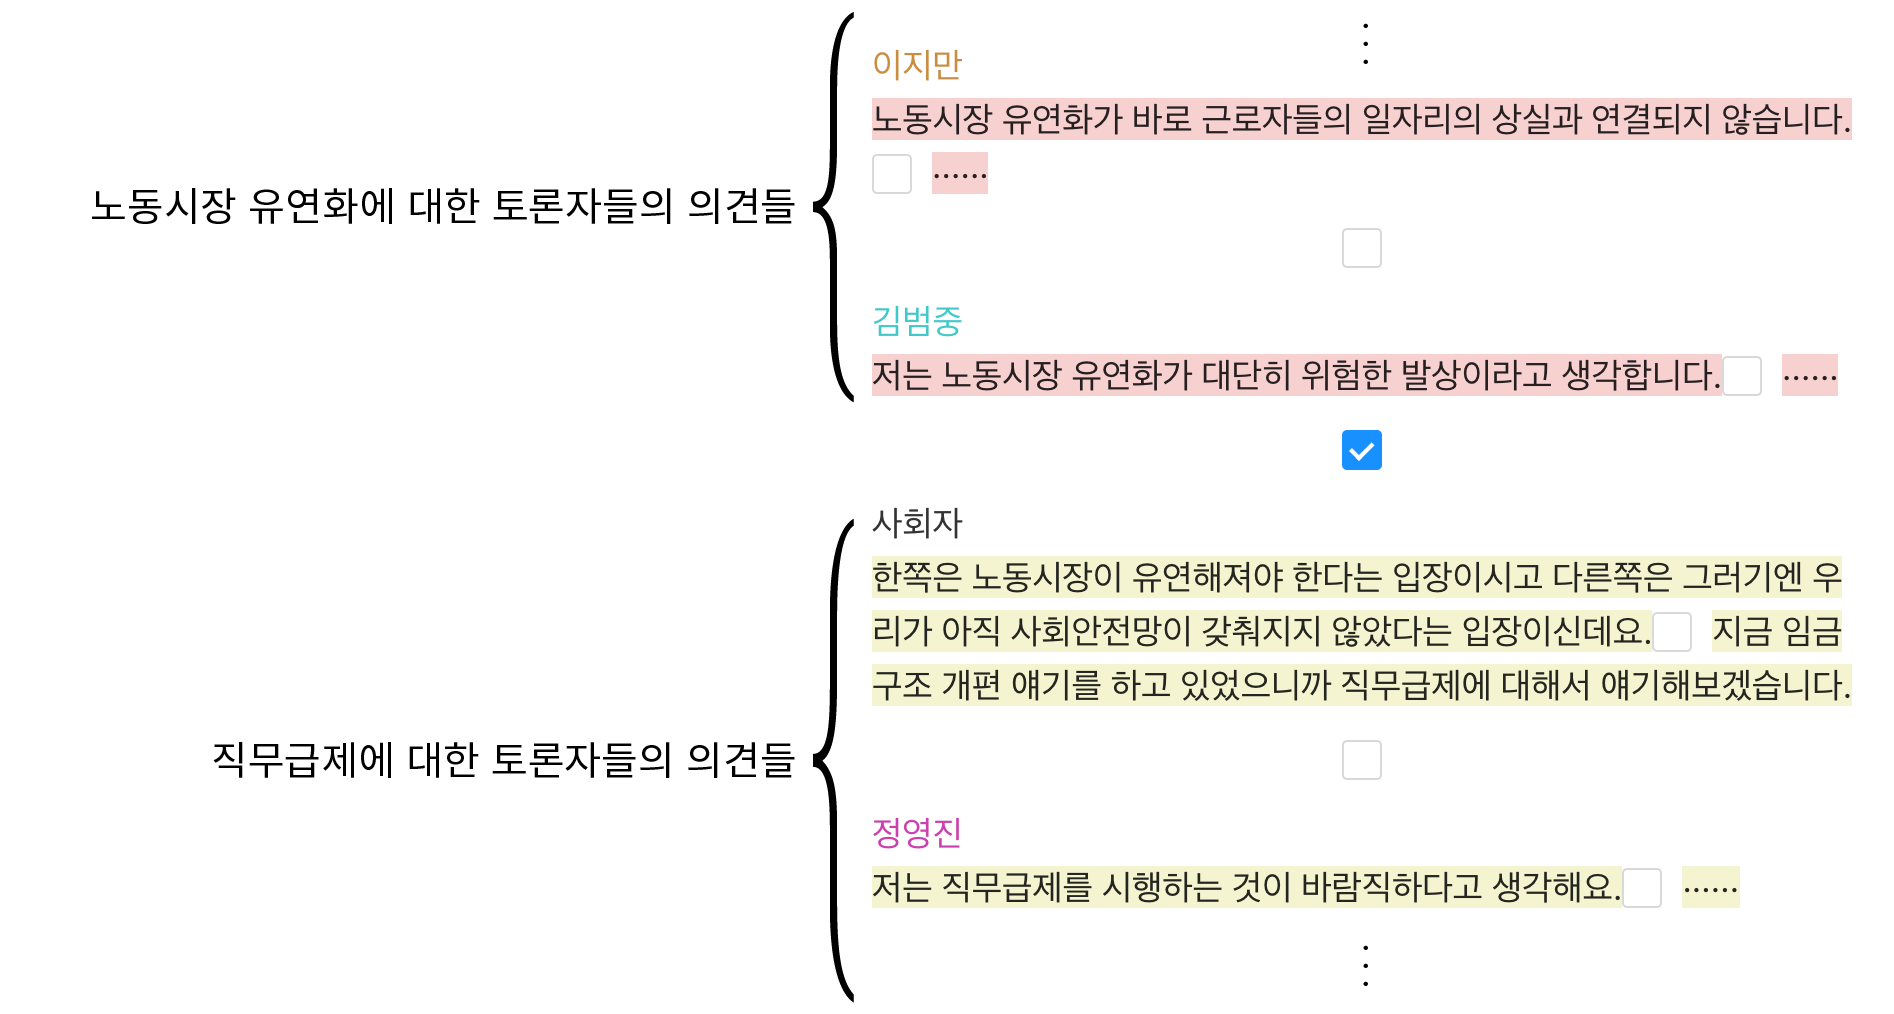 이지만
노동시장 유연화가 바로 근로자들의 일자리의 상실과 연결되지 않습니다.
……
노동시장 유연화에 대한 토론자들의 의견들
김범중
저는 노동시장 유연화가 대단히 위험한 발상이라고 생각합니다. ……
사회자
한쪽은 노동시장이 유연해져야 한다는 입장이시고 다른쪽은 그러기엔 우
리가 아직 사회안전망이 갖춰지지 않았다는 입장이신데요. 지금 임금
구조 개편 얘기를 하고 있었으니까 직무급제에 대해서 얘기해보겠습니다.
직무급제에 대한 토론자들의 의견들
정영진
저는 직무급제를 시행하는 것이 바람직하다고 생각해요. ……